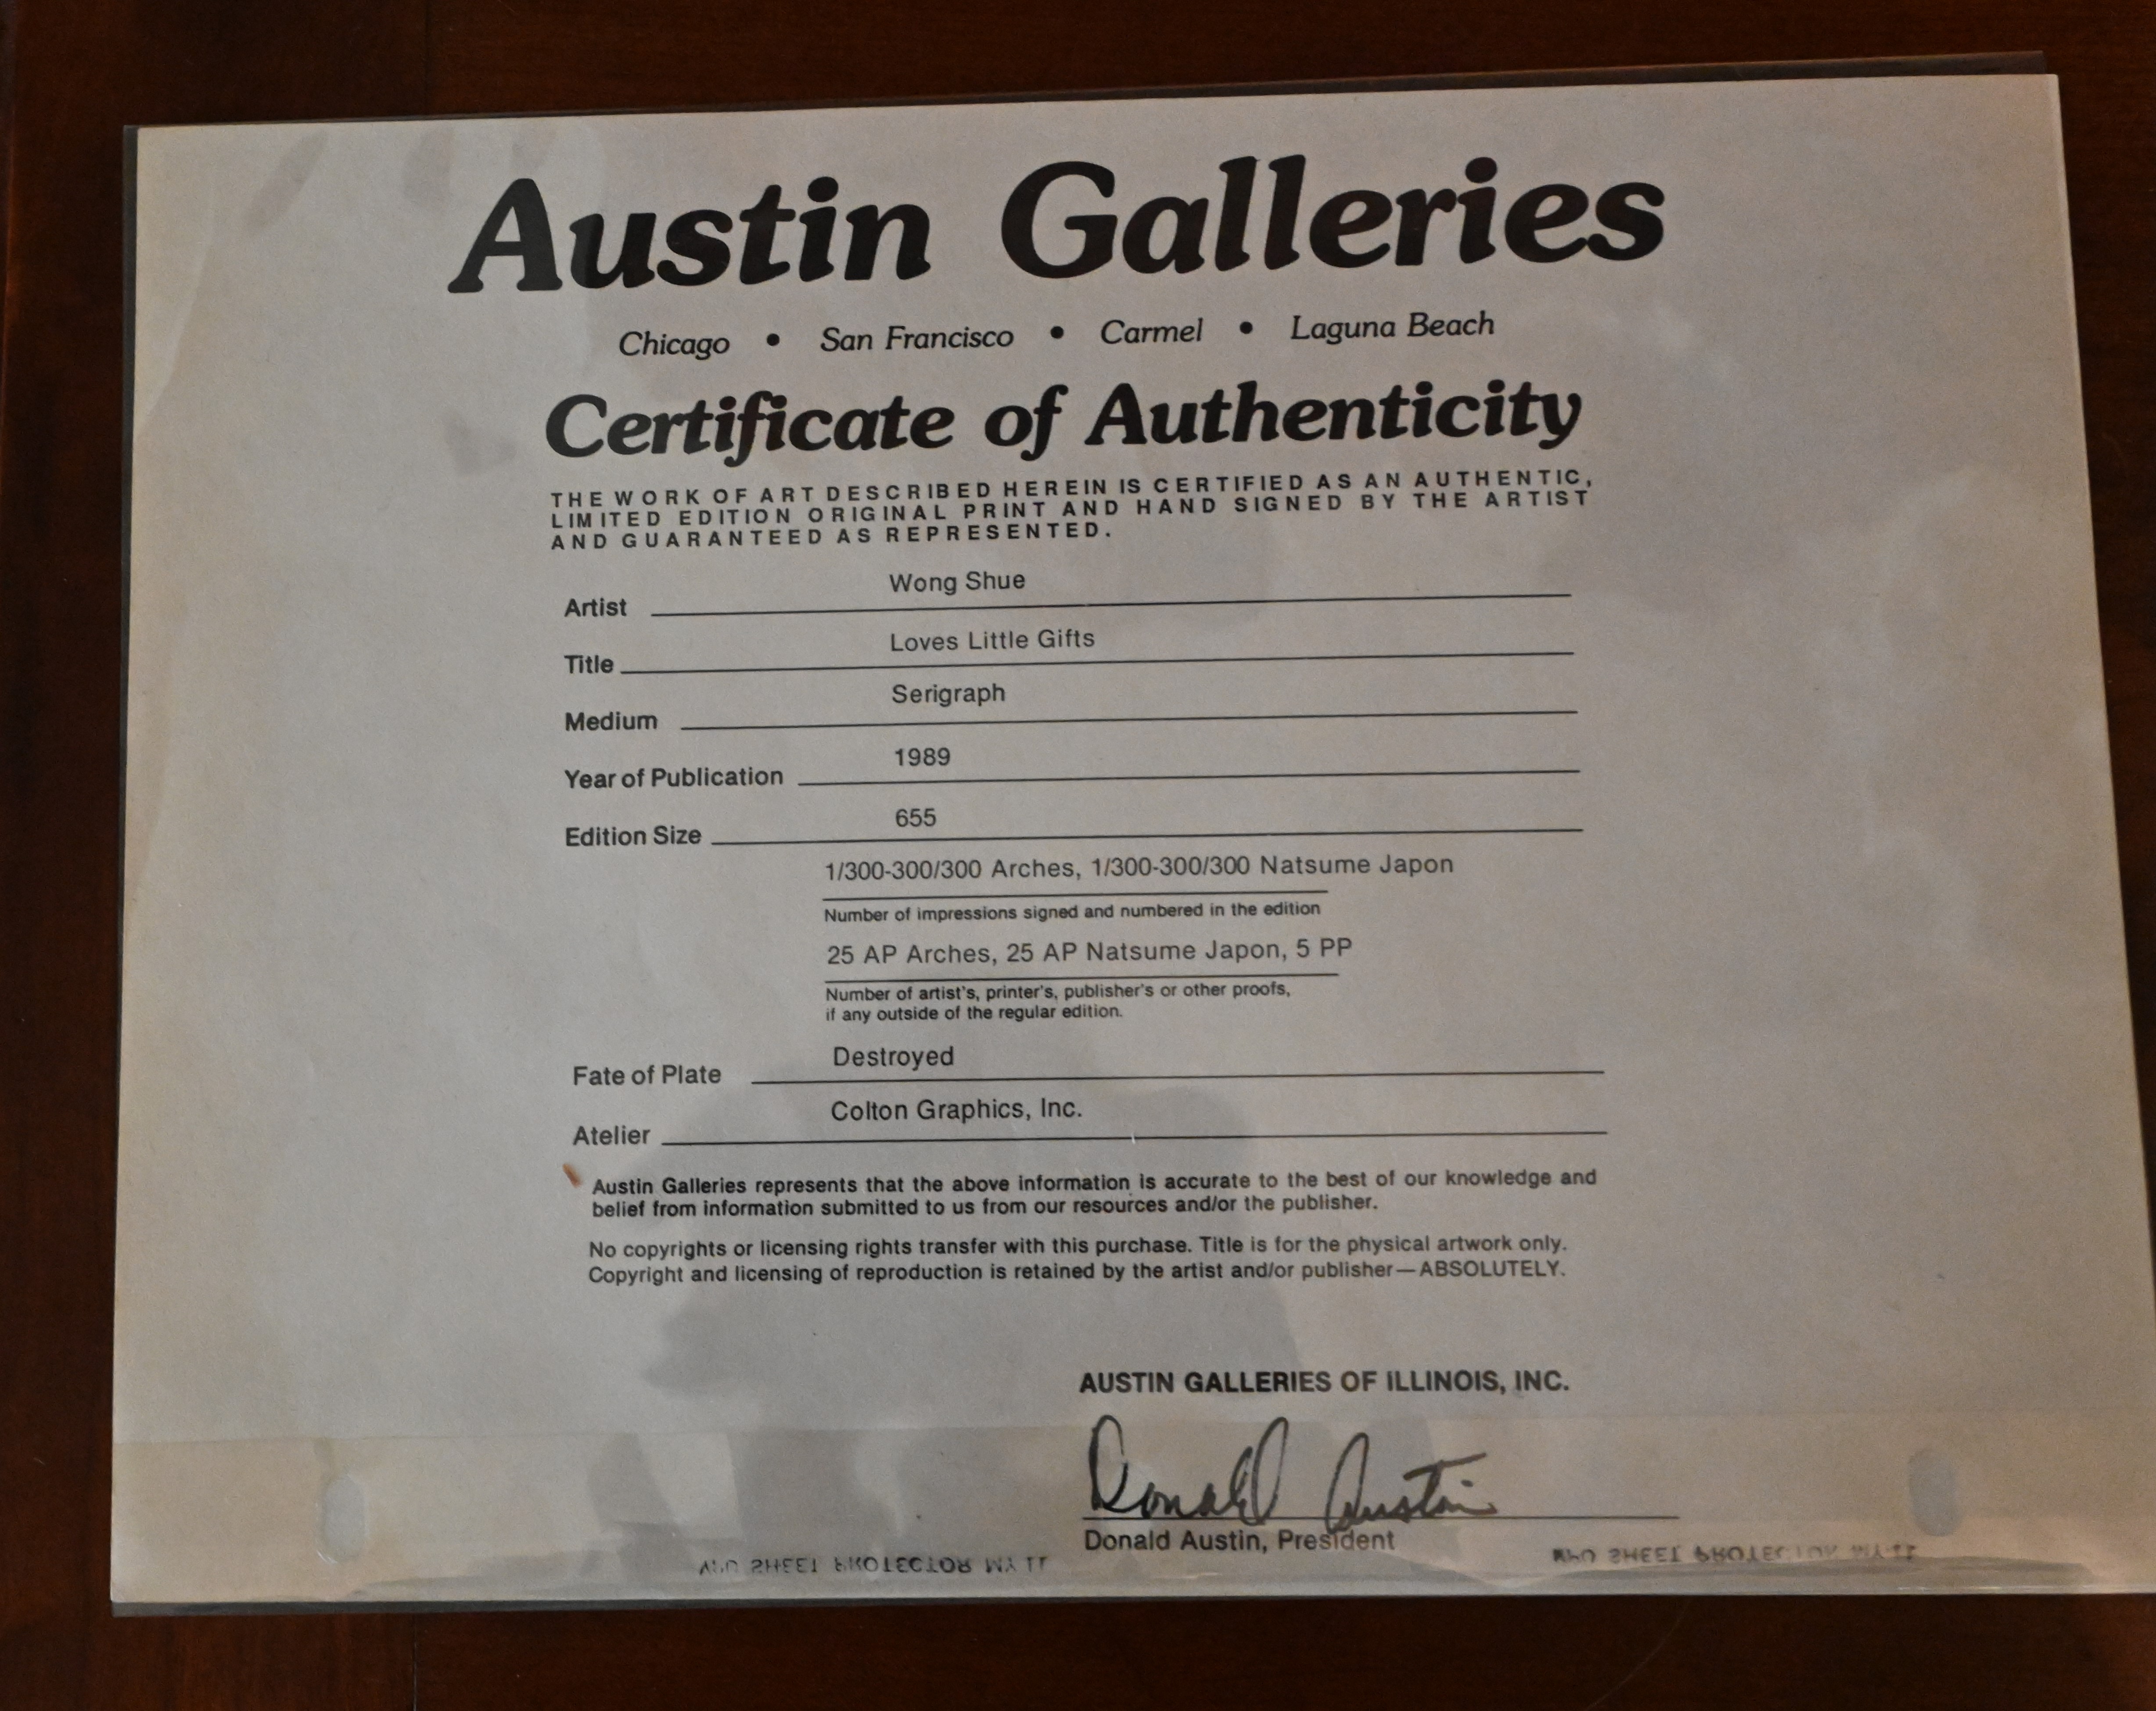 Austin Galleries
Chicago • San Francisco • Carmel • Laguna Beach
Certificate of Authenticity
THE WORK OF ART DESCRIBED HEREIN IS CERTIFIED AS AN AUTHENTIC,
LIMITED EDITION ORIGINAL PRINT AND HAND SIGNED BY THE ARTIST
AND GUARANTEED AS REPRESENTED.
Artist Wong Shue
Title Loves Little Gifts
Medium Serigraph
Year of Publication 1989
Edition Size 655
1/300-300/300 Arches, 1/300-300/300 Natsume Japon
Number of impressions signed and numbered in the edition
25 AP Arches, 25 AP Natsume Japon, 5 PP
Number of artist's, printer's, publisher's or other proofs,
if any outside of the regular edition.
Fate of Plate Destroyed
Atelier Colton Graphics, Inc.
Austin Galleries represents that the above information is accurate to the best of our knowledge and
belief from information submitted to us from our resources and/or the publisher.
No copyrights or licensing rights transfer with this purchase. Title is for the physical artwork only.
Copyright and licensing of reproduction is retained by the artist and/or publisher—ABSOLUTELY.
AUSTIN GALLERIES OF ILLINOIS, INC.
Donald Austin
Donald Austin, President
SHEET PROTECTOR SHEET PROTECTOR